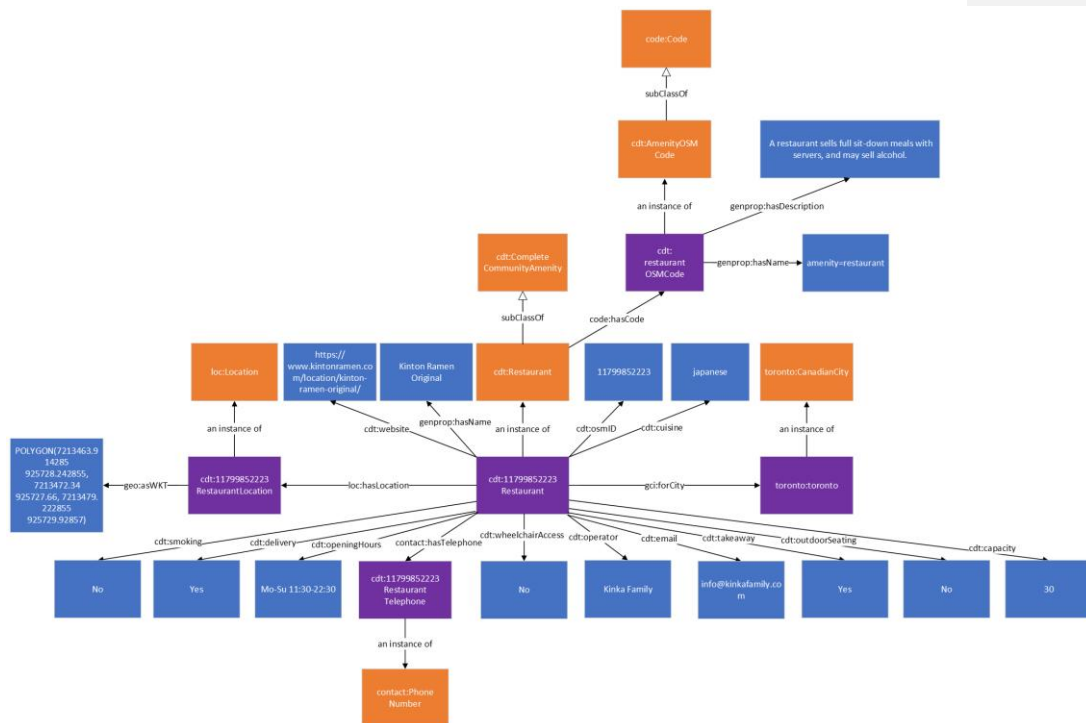 code:Code
subClassOf
cdt:AmenityOSM
Code
A restaurant sells full sit-down meals with
servers, and may sell alcohol.
an instance of
genprop:hasDescription
cdt:
restaurant
OSMCode
genprop:hasName
amenity=restaurant
cdt:Complete
CommunityAmenity
subClassOf
code:hasCode
loc:Location
https://
www.kintonramen.co
m/location/kinton-
ramen-original/
Kinton Ramen
Original
cdt:Restaurant
11799852223
japanese
toronto:CanadianCity
an instance of
cdt:website
genprop:hasName
an instance of
cdt:osmID
cdt:cuisine
an instance of
POLYGON(7213463.9
14285
925728.242855,
7213472.34
925727.66, 7213479.
222855
925729.92857)
geo:asWKT
cdt:11799852223
RestaurantLocation
loc:hasLocation
cdt:11799852223
Restaurant
gci:forCity
toronto:toronto
cdt:smoking
cdt:delivery
cdt:openingHours
contact:hasTelephone
cdt:wheelchairAccess
cdt:operator
cdt:email
cdt:takeaway
cdt:outdoorSeating
cdt:capacity
No
Yes
Mo-Su 11:30-22:30
cdt:11799852223
Restaurant
Telephone
No
Kinka Family
info@kinkafamily.co
m
Yes
No
30
an instance of
contact:Phone
Number